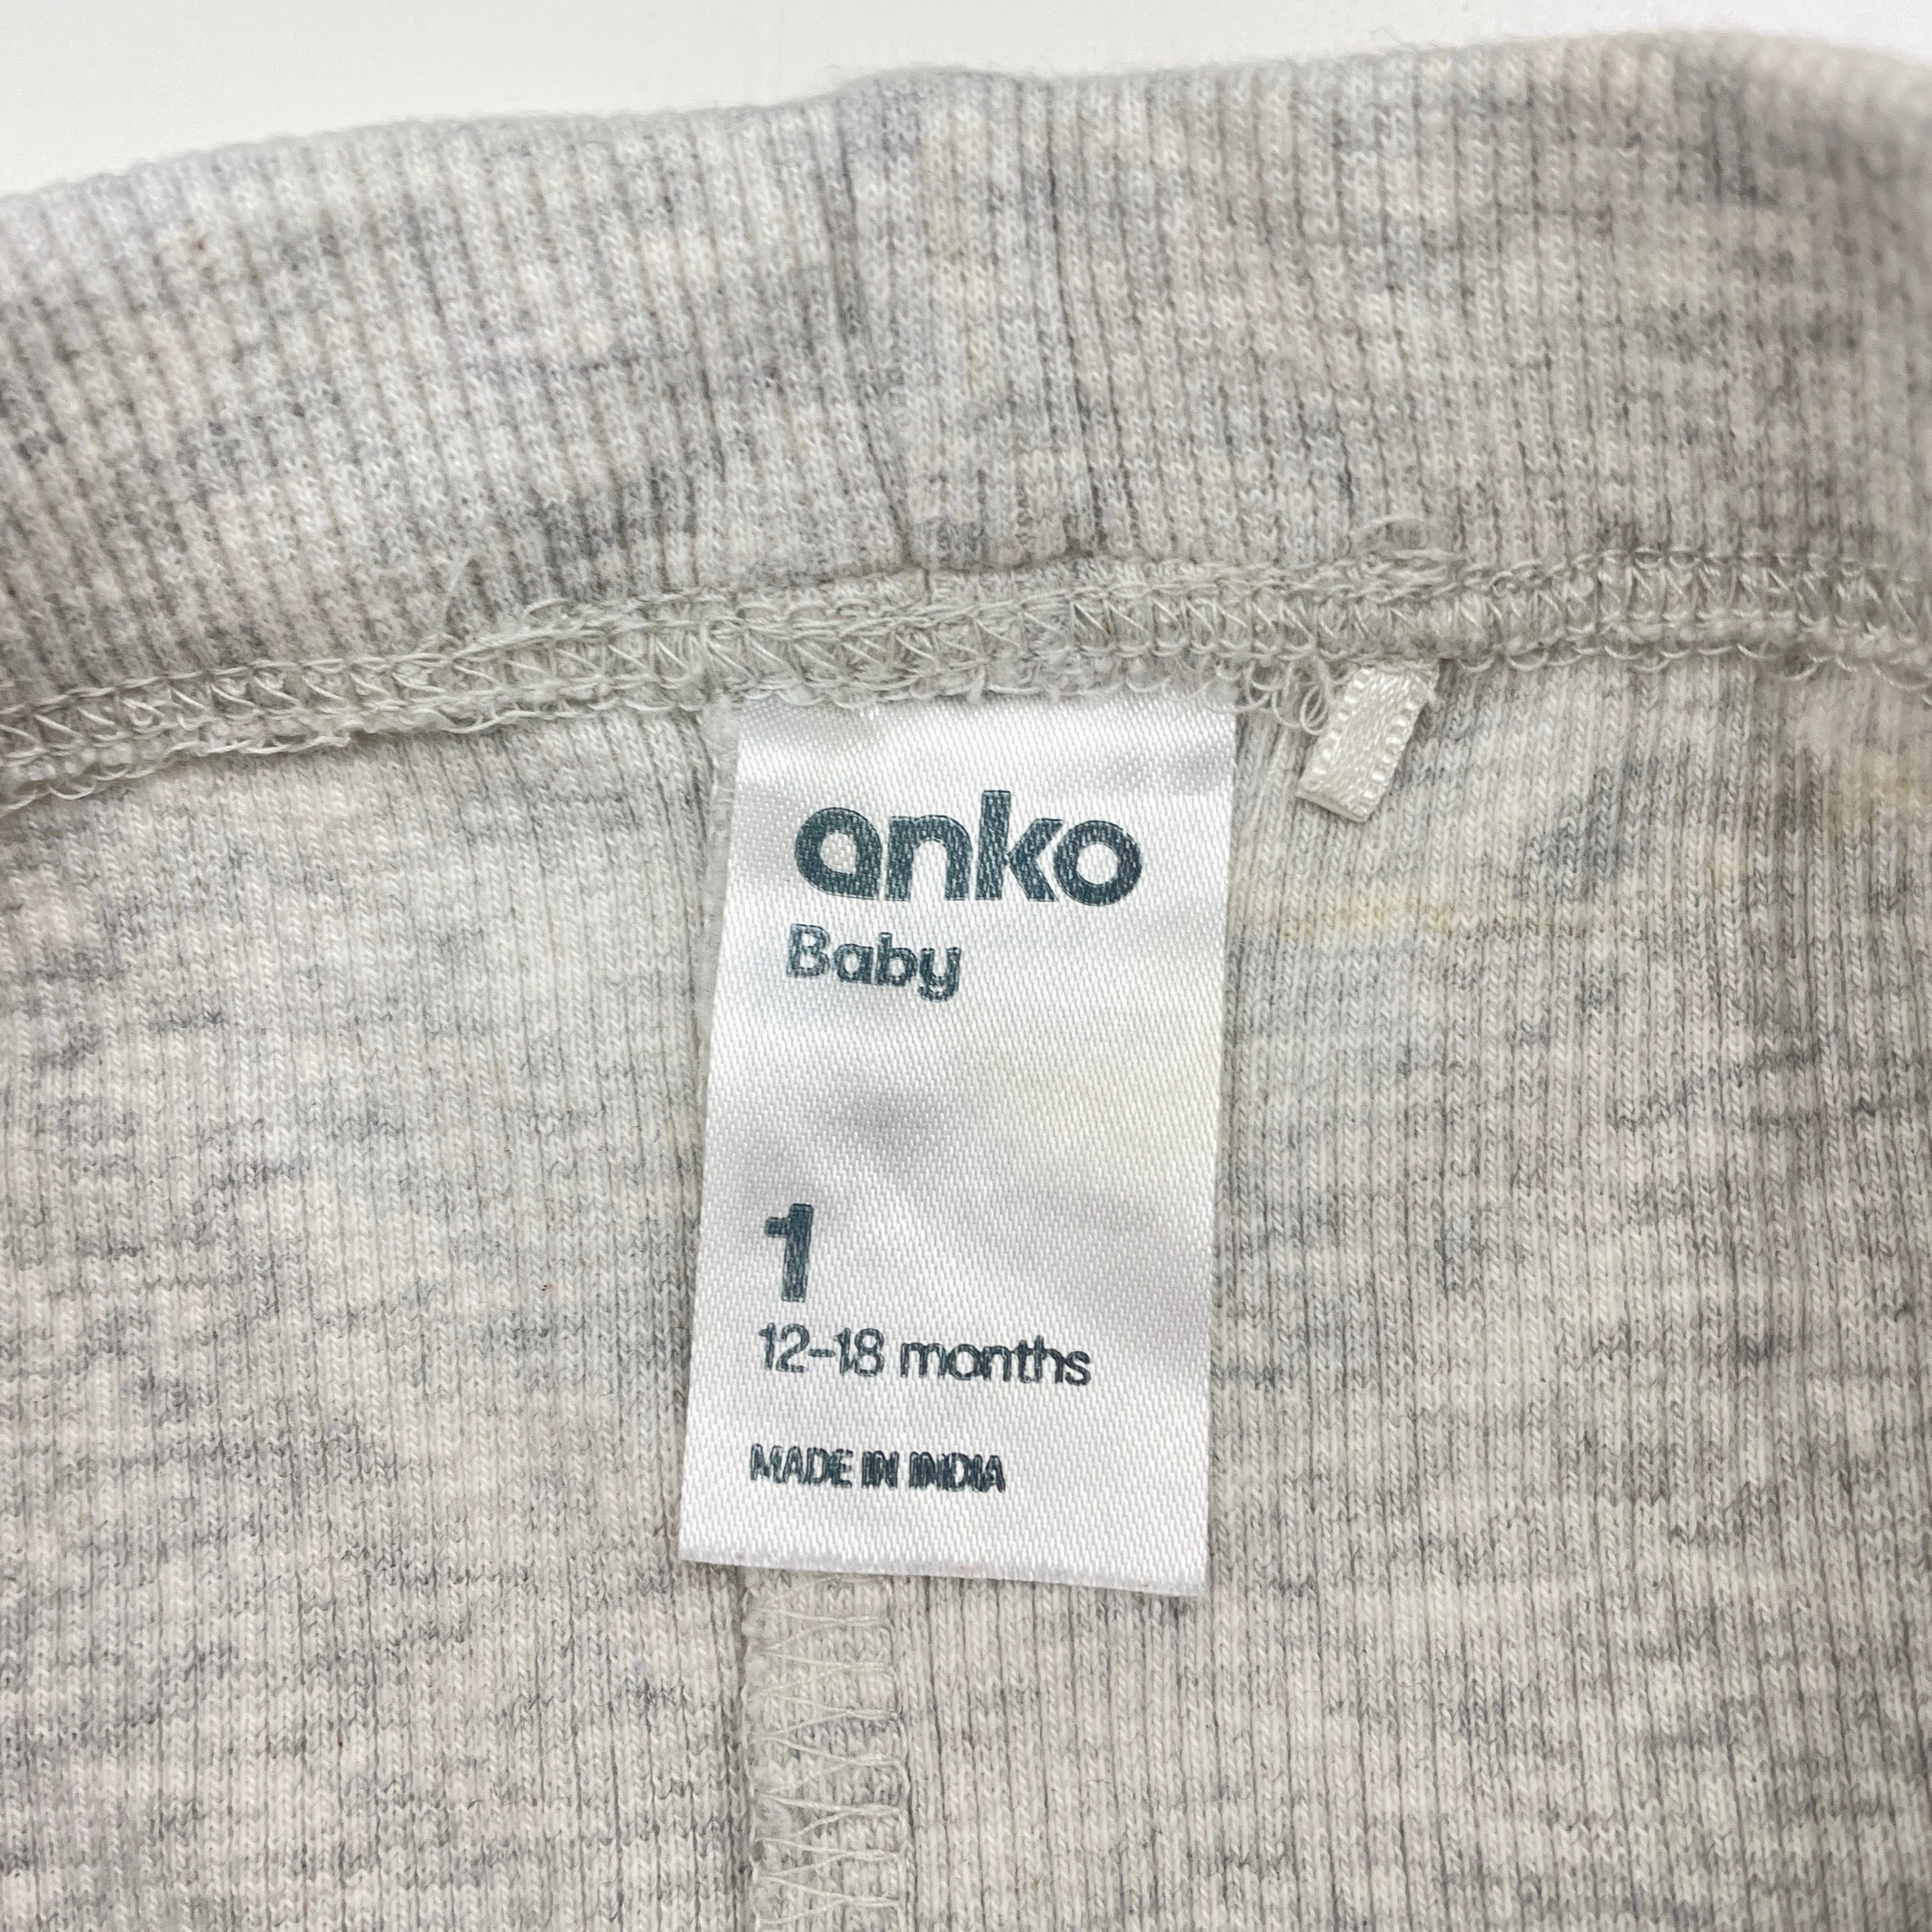 anko
Baby
1
12-18 months
MADE IN INDIA